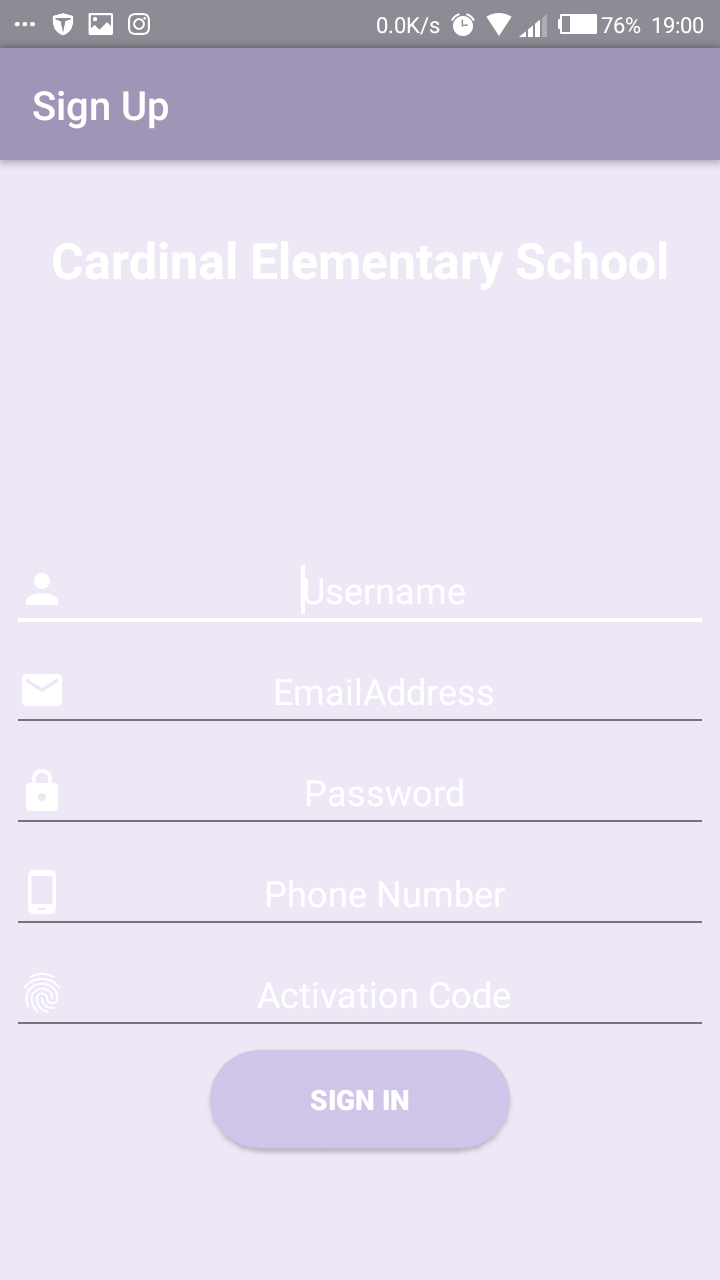 0.0K/s 76% 19:00
Sign Up
Cardinal Elementary School
Username
EmailAddress
Password
Phone Number
Activation Code
SIGN IN